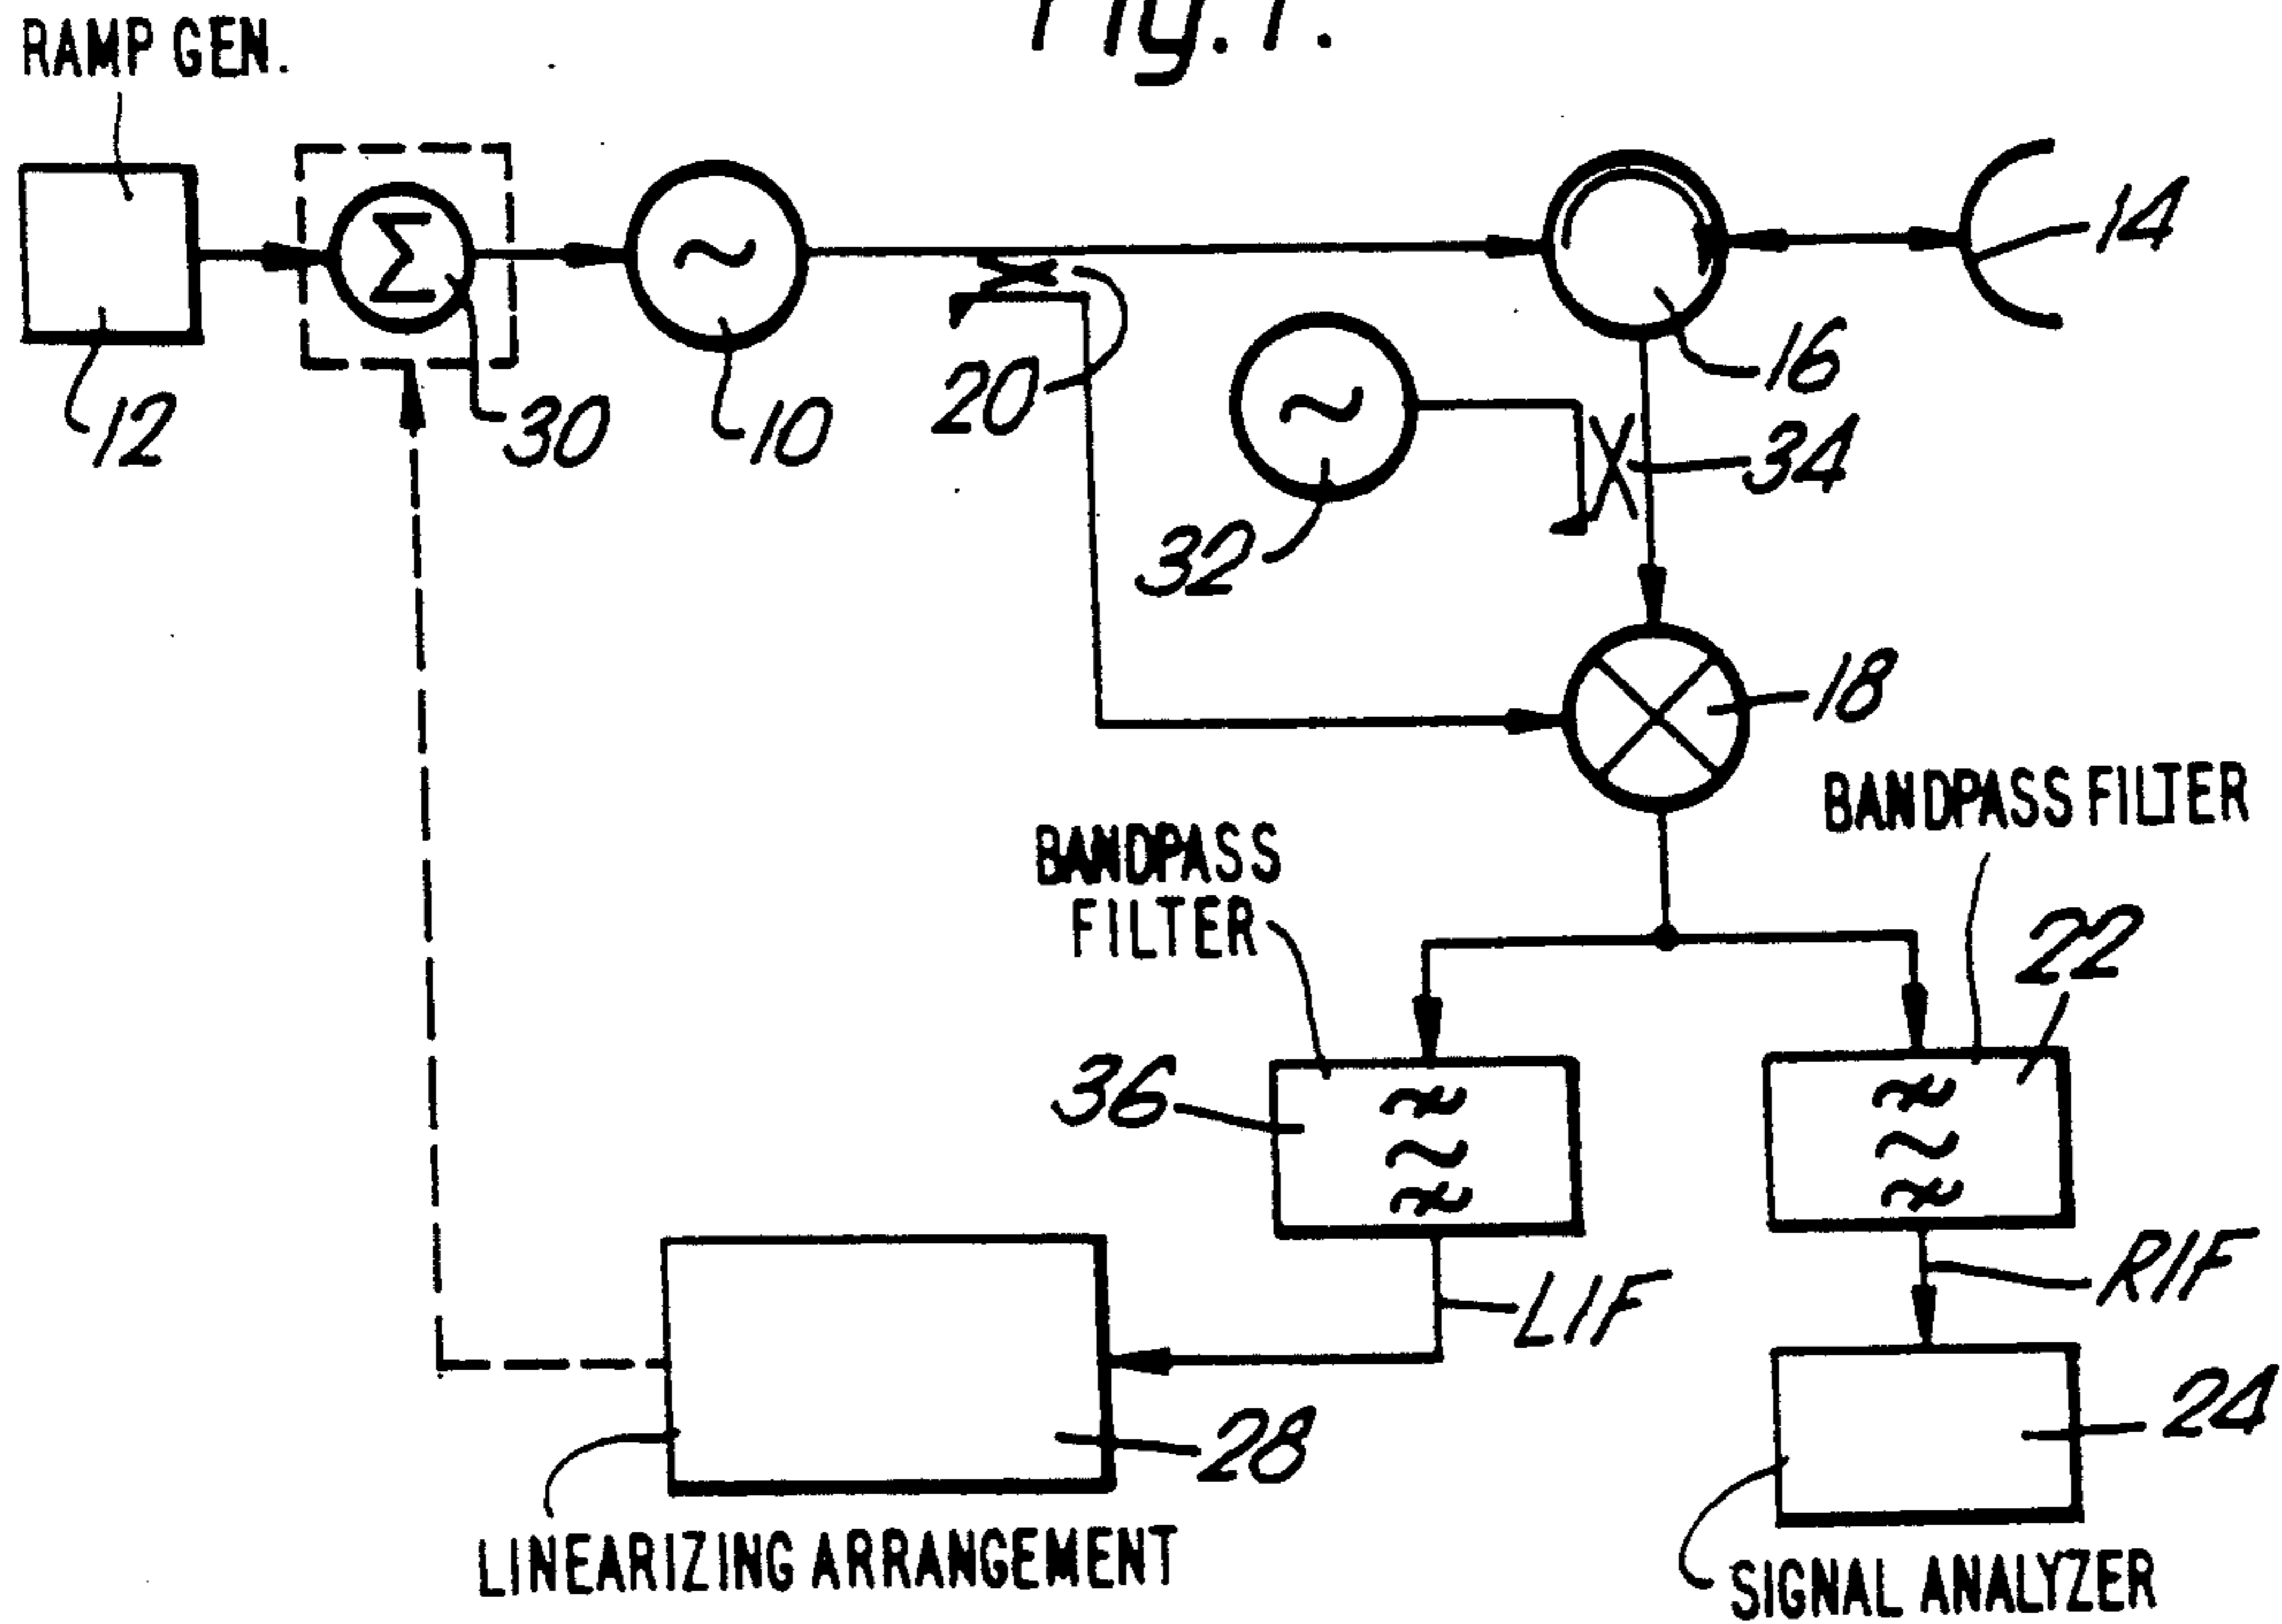 Fig.1.
RAMP GEN.
Σ
14
16
12
30
10
20
34
32
18
BANDPASS FILTER
BANDPASS
FILTER
22
36
RIF
LIF
24
28
LINEARIZING ARRANGEMENT
SIGNAL ANALYZER